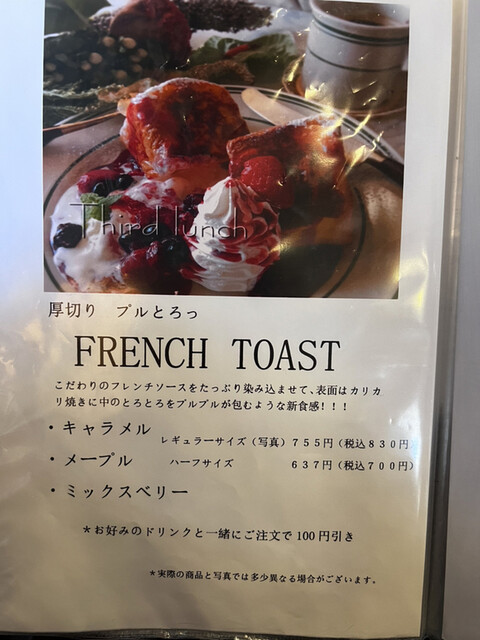 Third lunch
厚切り プルとろっ
FRENCH TOAST
こだわりのフレンチソースをたっぷり染み込ませて、表面はカリカ
リ焼きに中のとろとろをプルプルが包むような新食感！！！
・キャラメル
レギュラーサイズ（写真）７５５円（税込８３０円）
・メープル ハーフサイズ ６３７円（税込７００円）
・ミックスベリー
＊お好みのドリンクと一緒にご注文で100円引き
＊実際の商品と写真では多少異なる場合がございます。